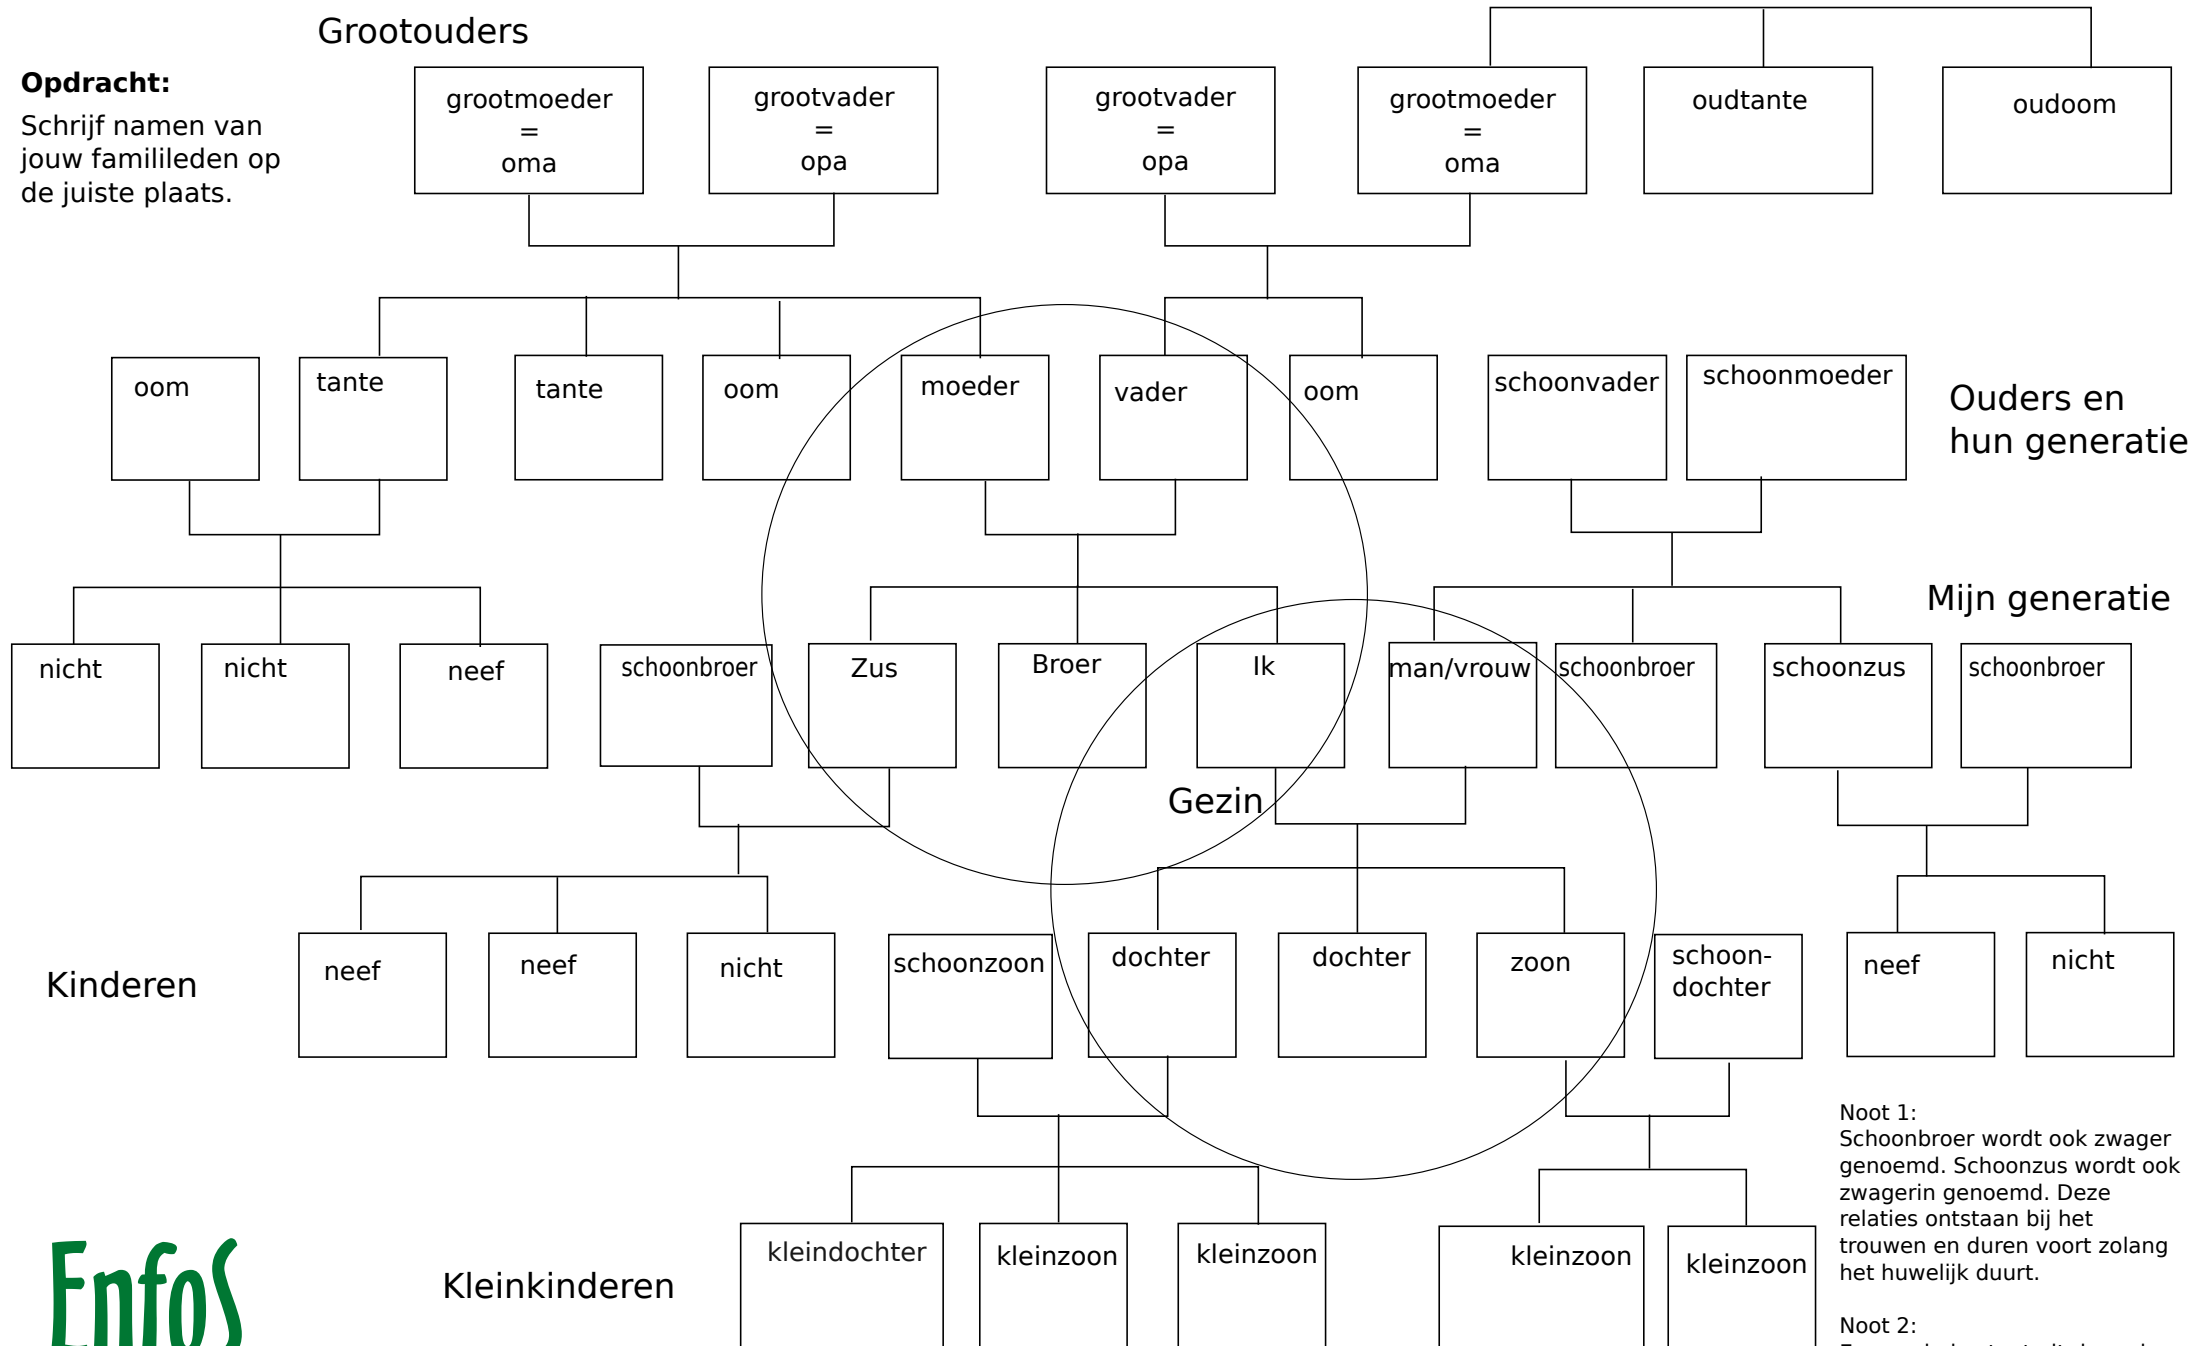 Grootouders
Opdracht:
Schrijf namen van
jouw familileden op
de juiste plaats.
grootmoeder
=
oma
grootvader
=
opa
grootvader
=
opa
grootmoeder
=
oma
oudtante
oudoom
oom
tante
tante
oom
moeder
vader
oom
schoonvader
schoonmoeder
Ouders en
hun generatie
Mijn generatie
nicht
nicht
neef
schoonbroer
Zus
Broer
Ik
man/vrouw
schoonbroer
schoonzus
schoonbroer
Gezin
Kinderen
neef
neef
nicht
schoonzoon
dochter
dochter
zoon
schoon-
dochter
neef
nicht
Kleinkinderen
kleindochter
kleinzoon
kleinzoon
kleinzoon
kleinzoon
Noot 1:
Schoonbroer wordt ook zwager
genoemd. Schoonzus wordt ook
zwagerin genoemd. Deze
relaties ontstaan bij het
trouwen en duren voort zolang
het huwelijk duurt.
Noot 2:
EnfoS